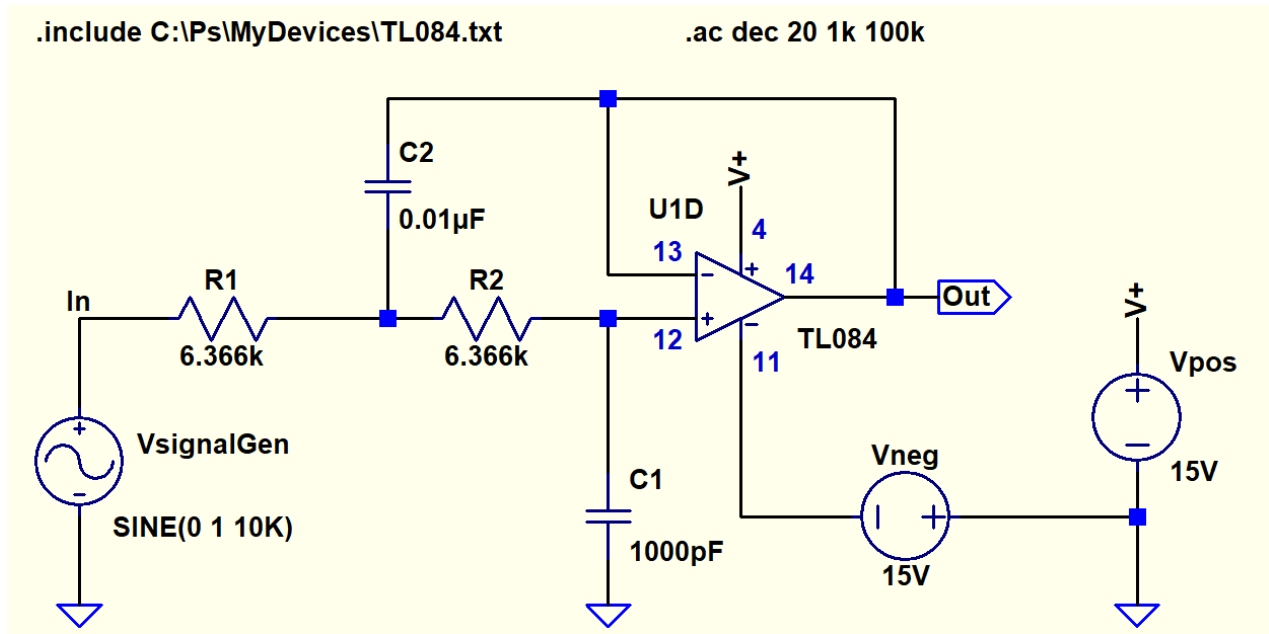 .include C:\Ps\MyDevices\TL084.txt
.ac dec 20 1k 100k
C2
0.01µF
V+
U1D
4
13
14
R1
R2
In
Out
V+
12
TL084
6.366k
6.366k
11
Vpos
VsignalGen
Vneg
15V
C1
SINE(0 1 10K)
1000pF
15V